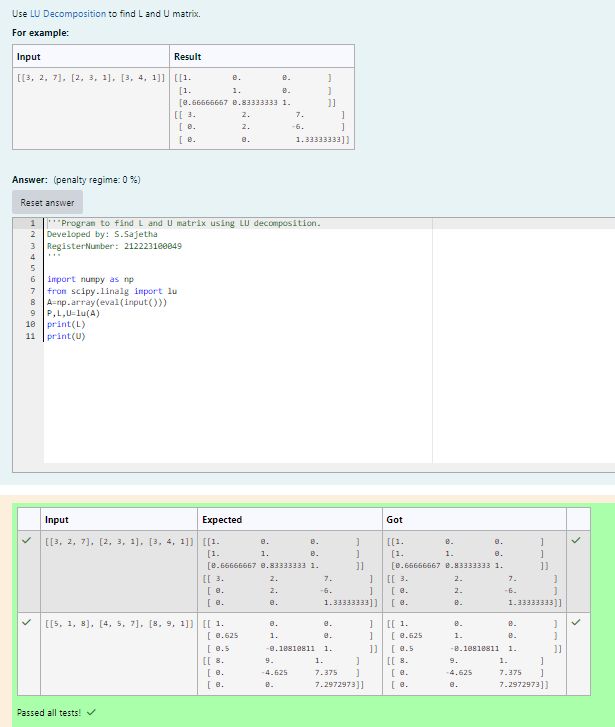 Use LU Decomposition to find L and U matrix.
For example:
Input Result
[[3, 2, 7], [2, 3, 1], [3, 4, 1]] [[1. 0. 0. ]
[1. 1. 0. ]
[0.66666667 0.83333333 1. ]]
[[ 3. 2. 7. ]
[ 0. 2. -6. ]
[ 0. 0. 1.33333333]]
Answer: (penalty regime: 0 %)
Reset answer
1 '''Program to find L and U matrix using LU decomposition.
2 Developed by: S.Sajetha
3 RegisterNumber: 212223100049
4 '''
5
6 import numpy as np
7 from scipy.linalg import lu
8 A=np.array(eval(input()))
9 P,L,U=lu(A)
10 print(L)
11 print(U)
Input Expected Got
✓ [[3, 2, 7], [2, 3, 1], [3, 4, 1]] [[1. 0. 0. ] [[1. 0. 0. ] ✓
[1. 1. 0. ] [1. 1. 0. ]
[0.66666667 0.83333333 1. ]] [0.66666667 0.83333333 1. ]]
[[ 3. 2. 7. ] [[ 3. 2. 7. ]
[ 0. 2. -6. ] [ 0. 2. -6. ]
[ 0. 0. 1.33333333]] [ 0. 0. 1.33333333]]
✓ [[5, 1, 8], [4, 5, 7], [8, 9, 1]] [[ 1. 0. 0. ] [[ 1. 0. 0. ] ✓
[ 0.625 1. 0. ] [ 0.625 1. 0. ]
[ 0.5 -0.10810811 1. ]] [ 0.5 -0.10810811 1. ]]
[[ 8. 9. 1. ] [[ 8. 9. 1. ]
[ 0. -4.625 7.375 ] [ 0. -4.625 7.375 ]
[ 0. 0. 7.2972973]] [ 0. 0. 7.2972973]]
Passed all tests! ✓